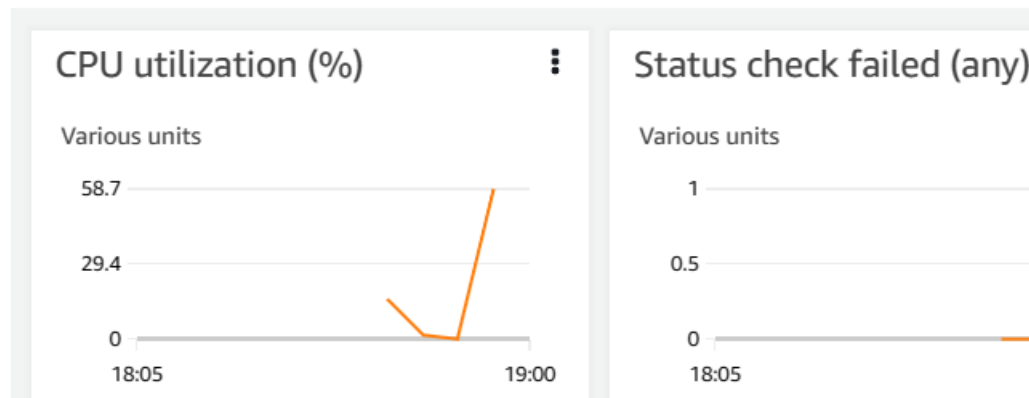 CPU utilization (%)
Various units
58.7
29.4
0
18:05
19:00
Status check failed (any)
Various units
1
0.5
0
18:05